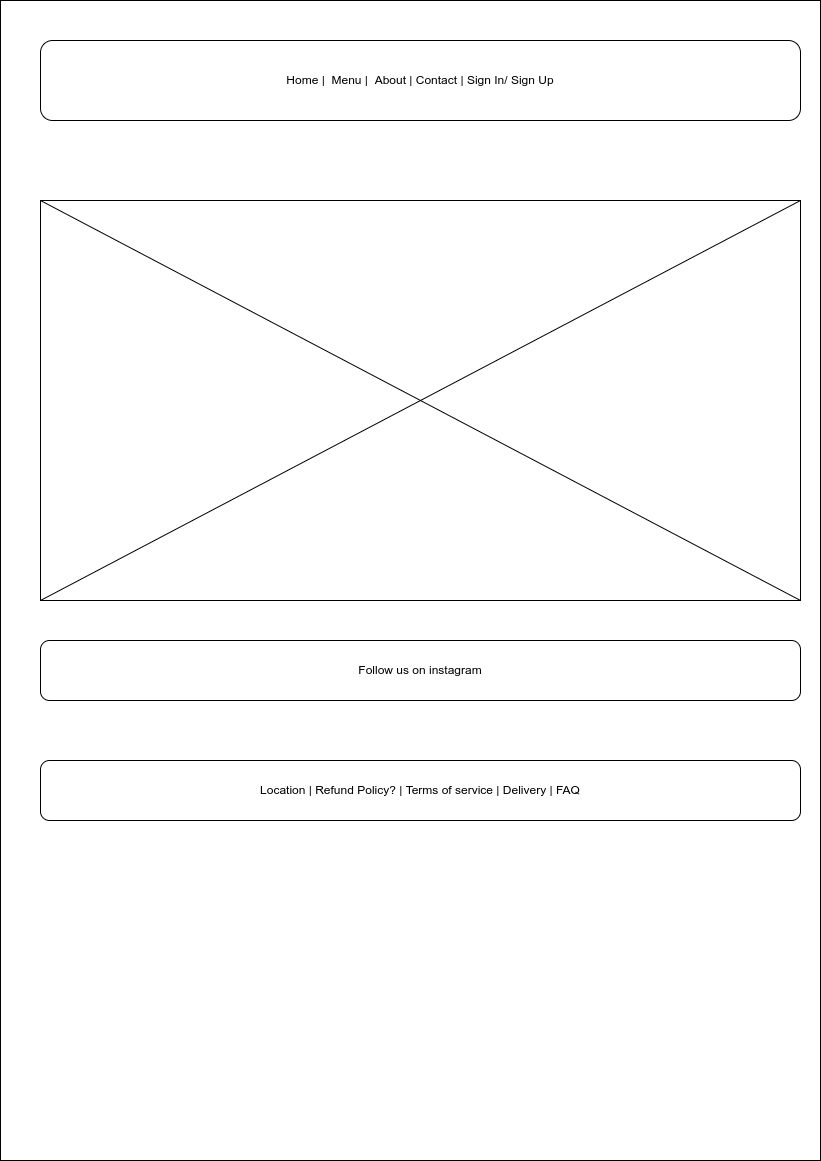 Home |  Menu |  About | Contact | Sign In/ Sign Up
Follow us on instagram
Location | Refund Policy? | Terms of service | Delivery | FAQ